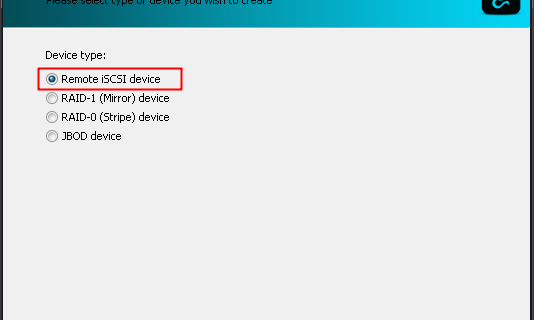 Please select type of device you wish to create
Device type:
Remote iSCSI device
RAID-1 (Mirror) device
RAID-0 (Stripe) device
JBOD device